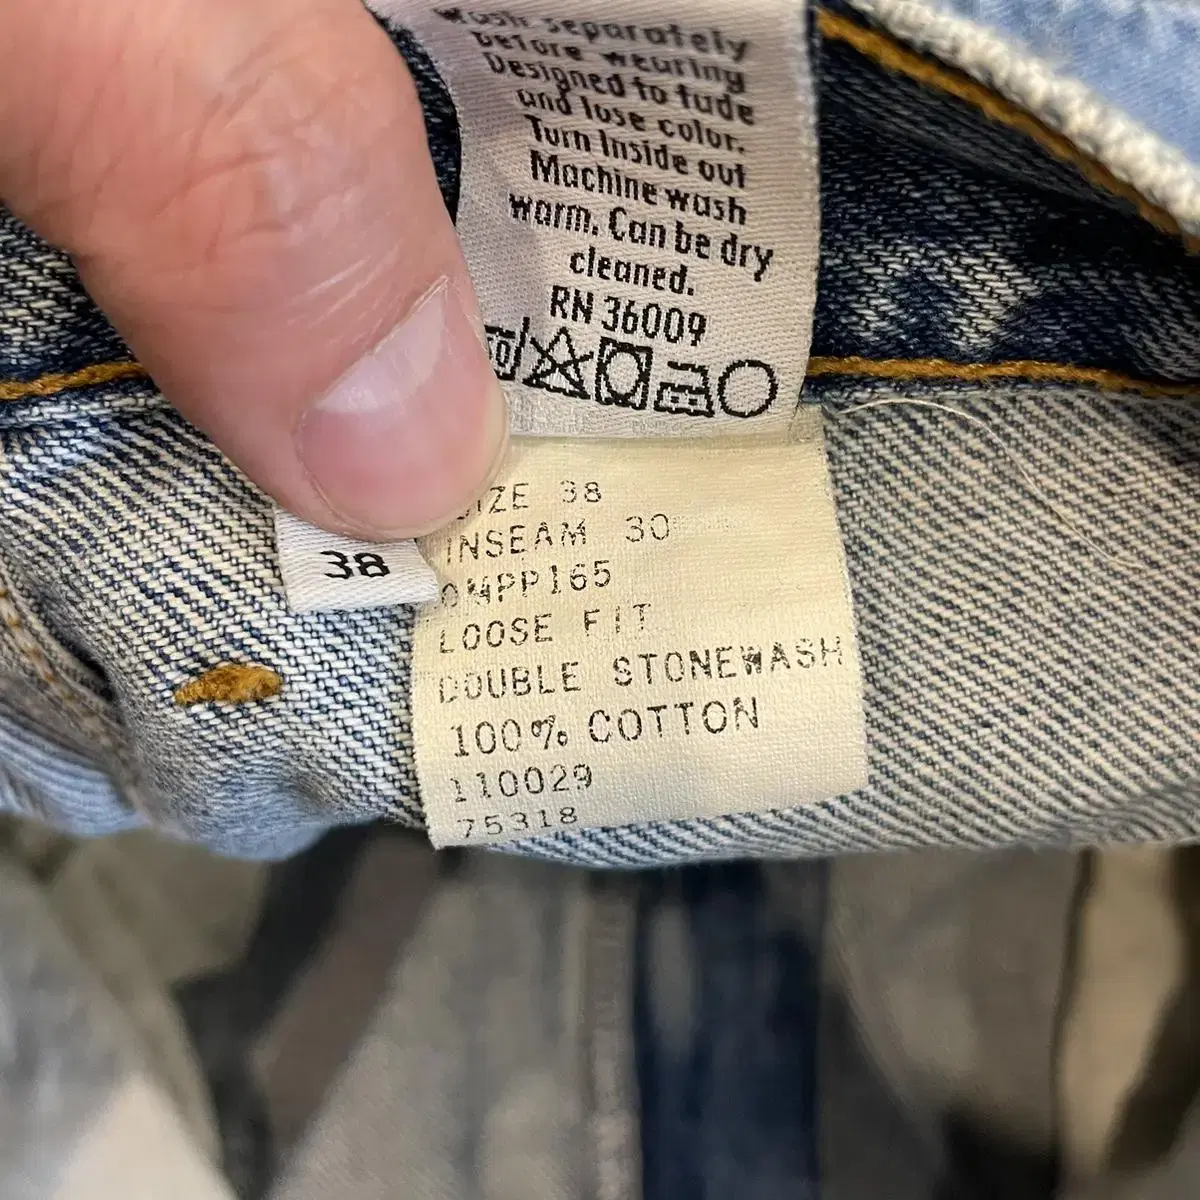 Wash separately
before wearing
Designed to fade
and lose color.
Turn Inside out
Machine wash
warm. Can be dry
cleaned.
RN 36009
SIZE 38
INSEAM 30
38
OMPP165
LOOSE FIT
DOUBLE STONEWASH
100% COTTON
110029
75318